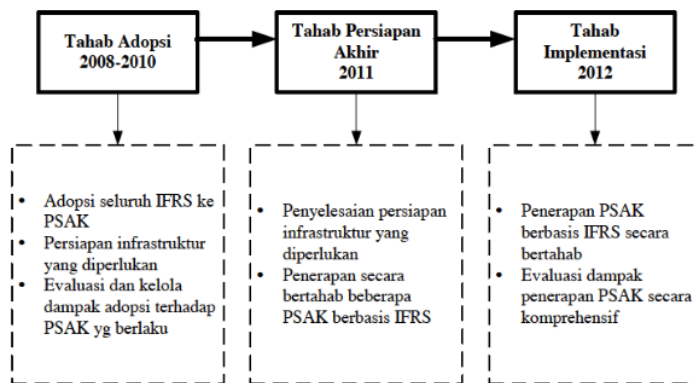 Tahab Adopsi
2008-2010
Tahab Persiapan
Akhir
2011
Tahab
Implementasi
2012
• Adopsi seluruh IFRS ke
PSAK
• Persiapan infrastruktur
yang diperlukan
• Evaluasi dan kelola
dampak adopsi terhadap
PSAK yg berlaku
• Penyelesaian persiapan
infrastruktur yang
diperlukan
• Penerapan secara
bertahab beberapa
PSAK berbasis IFRS
• Penerapan PSAK
berbasis IFRS secara
bertahab
• Evaluasi dampak
penerapan PSAK secara
komprehensif